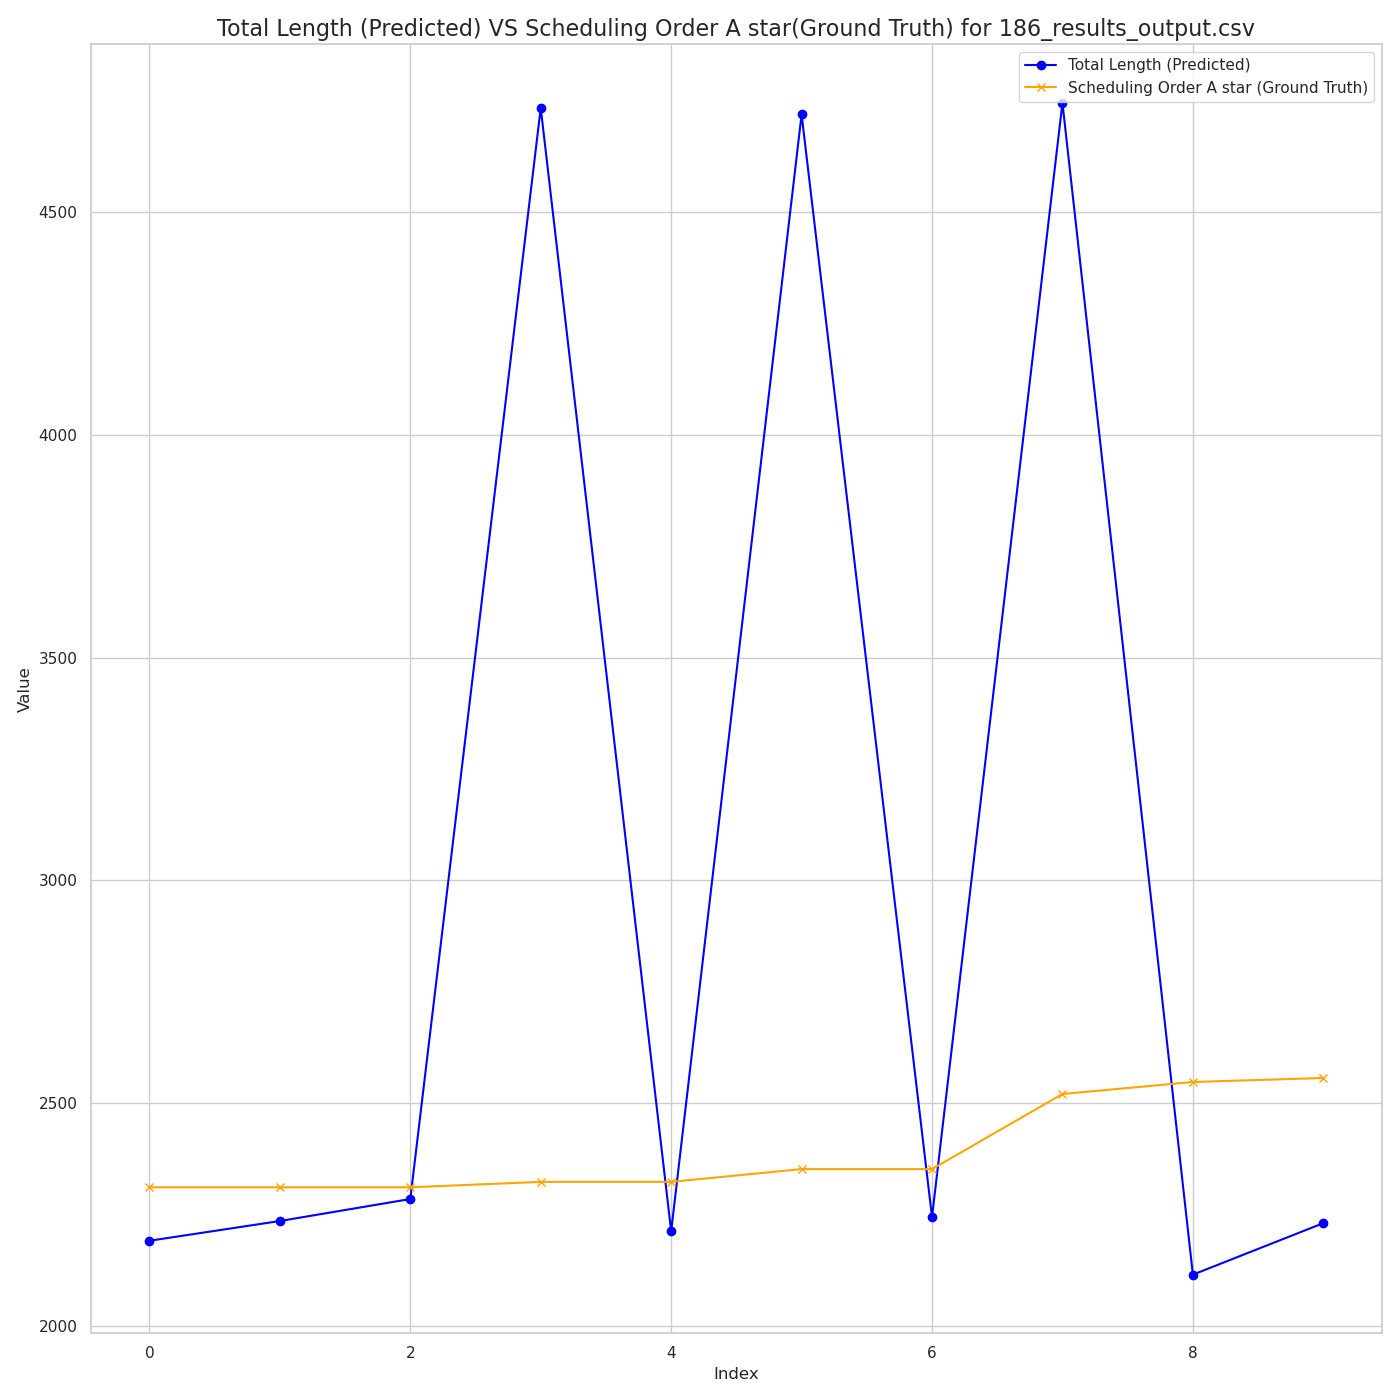 Total Length (Predicted) VS Scheduling Order A star(Ground Truth) for 186_results_output.csv
Total Length (Predicted)
Scheduling Order A star (Ground Truth)
4500
4000
3500
3000
2500
2000
Value
0 2 4 6 8
Index